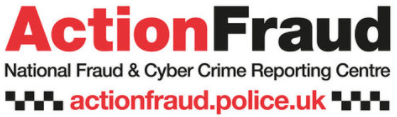 ActionFraud
National Fraud & Cyber Crime Reporting Centre
actionfraud.police.uk